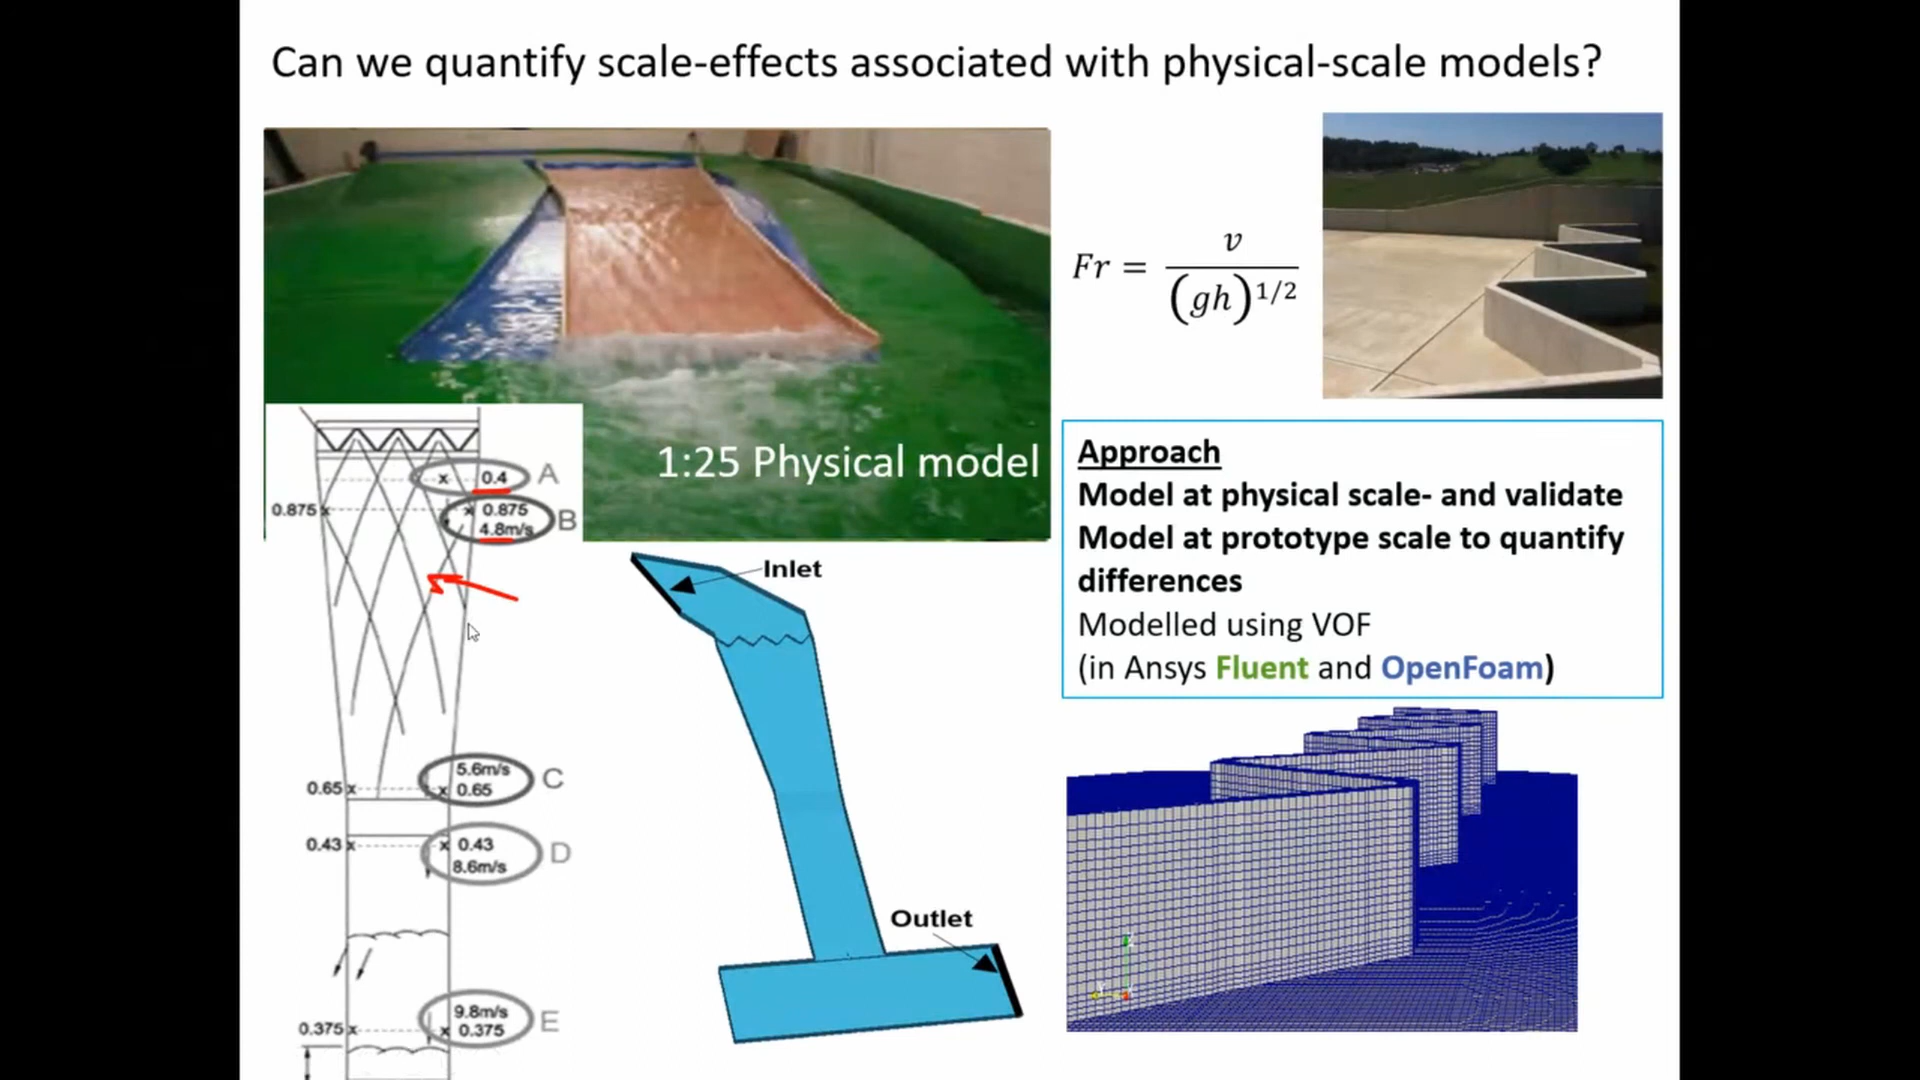 Can we quantify scale-effects associated with physical-scale models?
1:25 Physical model
Fr = v / (gh)^1/2
Approach
Model at physical scale- and validate
Model at prototype scale to quantify
differences
Modelled using VOF
(in Ansys Fluent and OpenFoam)
x 0.4 A
0.875 x x 0.875 B
4.8m/s
5.6m/s C
0.65 x x 0.65
0.43 x x 0.43 D
8.6m/s
9.8m/s E
0.375 x x 0.375
Inlet
Outlet